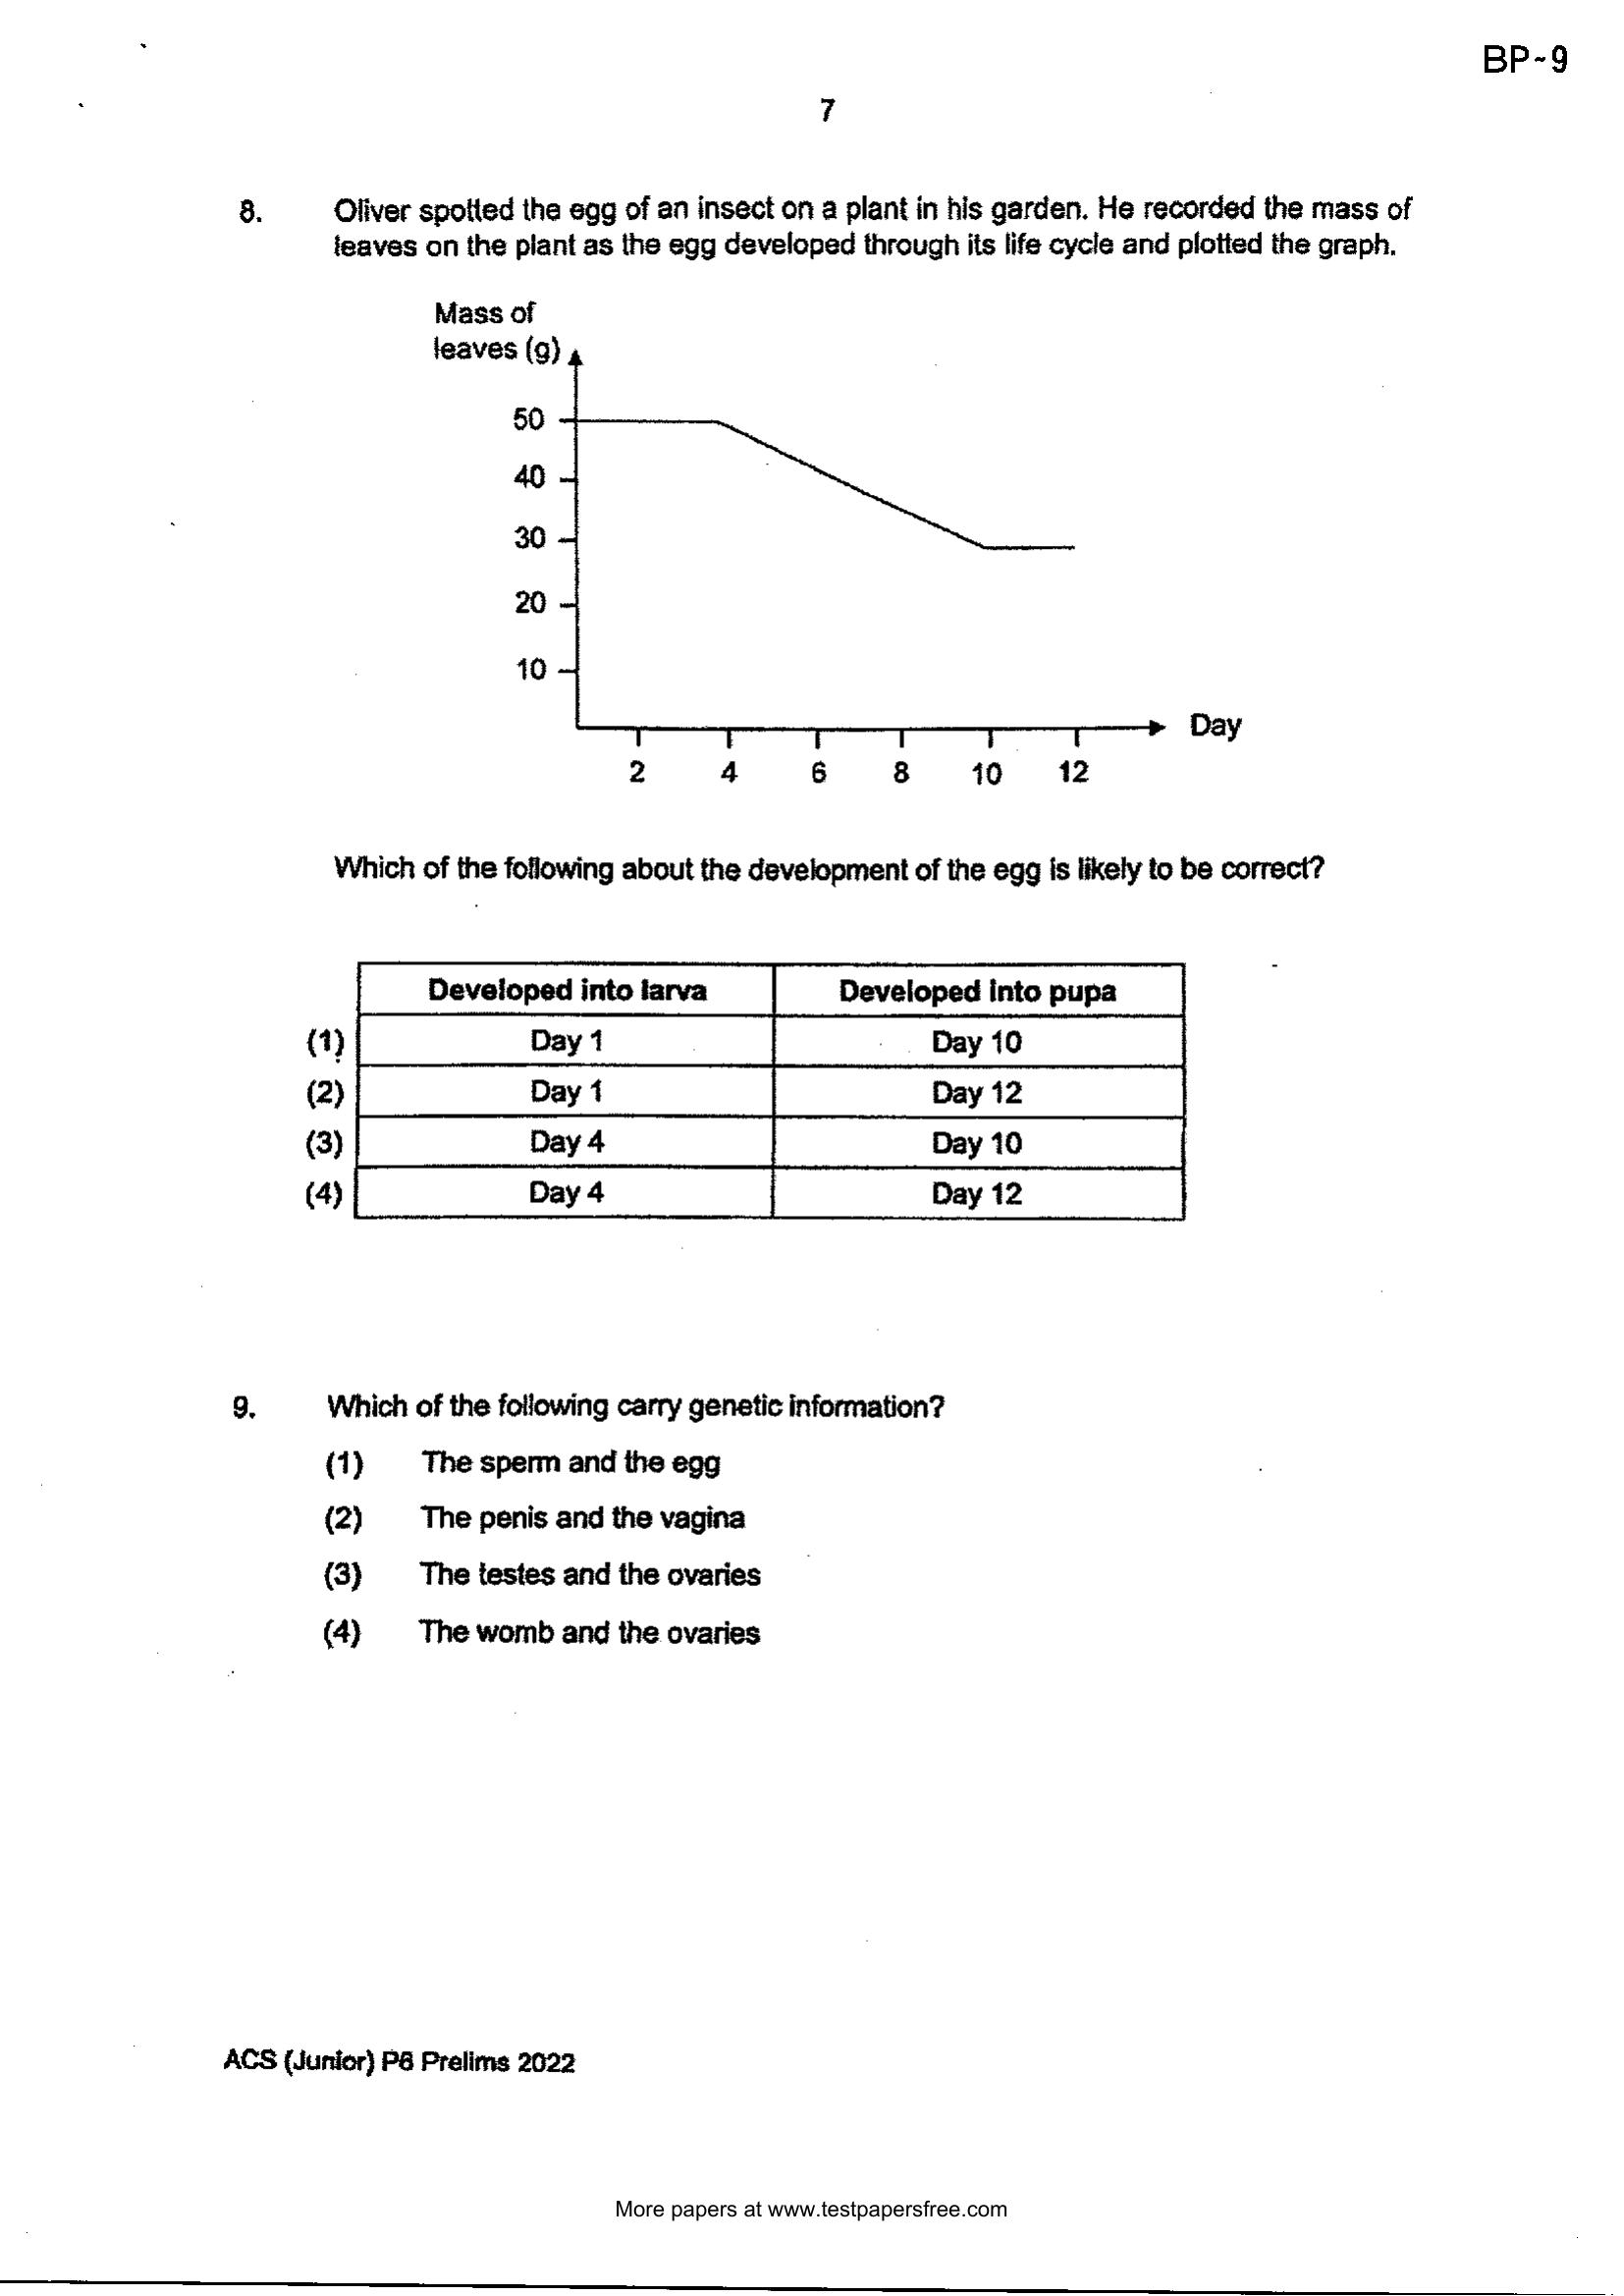 BP-9
7
8. Oliver spotted the egg of an insect on a plant in his garden. He recorded the mass of
leaves on the plant as the egg developed through its life cycle and plotted the graph.
Mass of
leaves (g)
50
40
30
20
10
Day
2 4 6 8 10 12
Which of the following about the development of the egg is likely to be correct?
Developed into larva Developed into pupa
(1) Day 1 Day 10
(2) Day 1 Day 12
(3) Day 4 Day 10
(4) Day 4 Day 12
9. Which of the following carry genetic information?
(1) The sperm and the egg
(2) The penis and the vagina
(3) The testes and the ovaries
(4) The womb and the ovaries
ACS (Junior) P6 Prelims 2022
More papers at www.testpapersfree.com